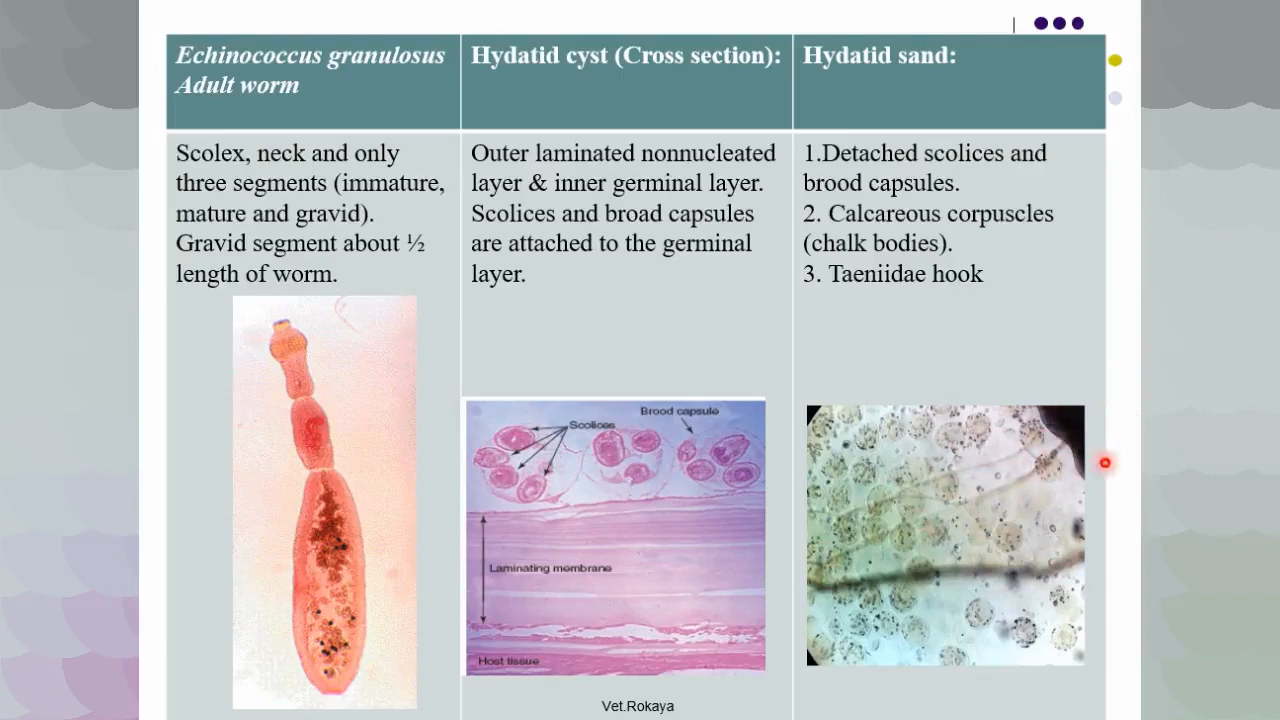 Echinococcus granulosus
Adult worm
Hydatid cyst (Cross section):
Hydatid sand:
Scolex, neck and only
three segments (immature,
mature and gravid).
Gravid segment about ½
length of worm.
Outer laminated nonnucleated
layer & inner germinal layer.
Scolices and broad capsules
are attached to the germinal
layer.
1.Detached scolices and
brood capsules.
2. Calcareous corpuscles
(chalk bodies).
3. Taeniidae hook
Brood capsule
Scolices
Laminating membrane
Host tissue
Vet.Rokaya